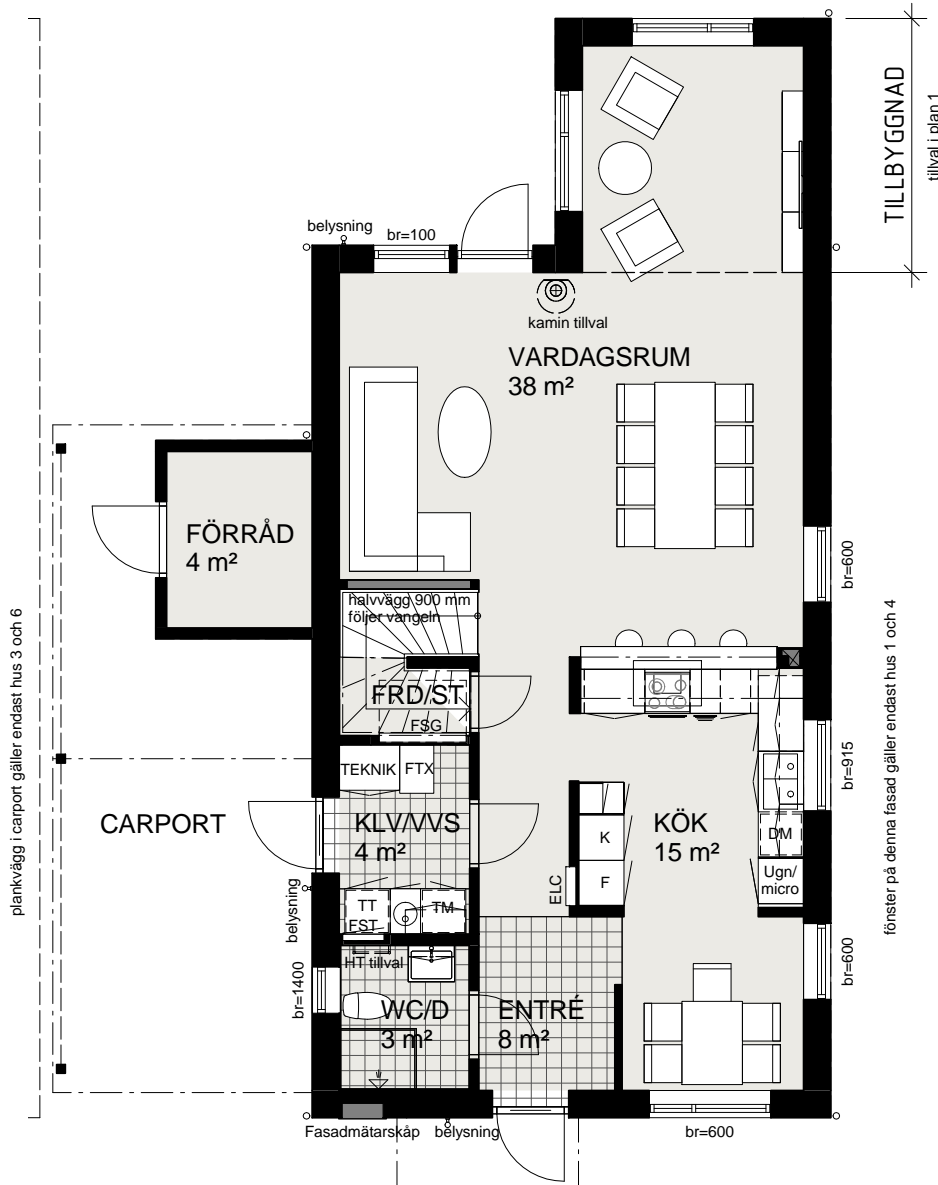 TILLBYGGNAD
tillval i plan 1
belysning
br=100
kamin tillval
VARDAGSRUM
38 m²
FÖRRÅD
4 m²
br=600
halvvägg 900 mm
följer vangeln
FRD/ST
FSG
TEKNIK
FTX
CARPORT
KLV/VVS
4 m²
KÖK
15 m²
K
F
DM
Ugn/
micro
br=915
ELC
TT
FST
TM
belysning
HT tillval
WC/D
3 m²
ENTRÉ
8 m²
br=1400
br=600
plankvägg i carport gäller endast hus 3 och 6
fönster på denna fasad gäller endast hus 1 och 4
Fasadmätarskåp
belysning
br=600